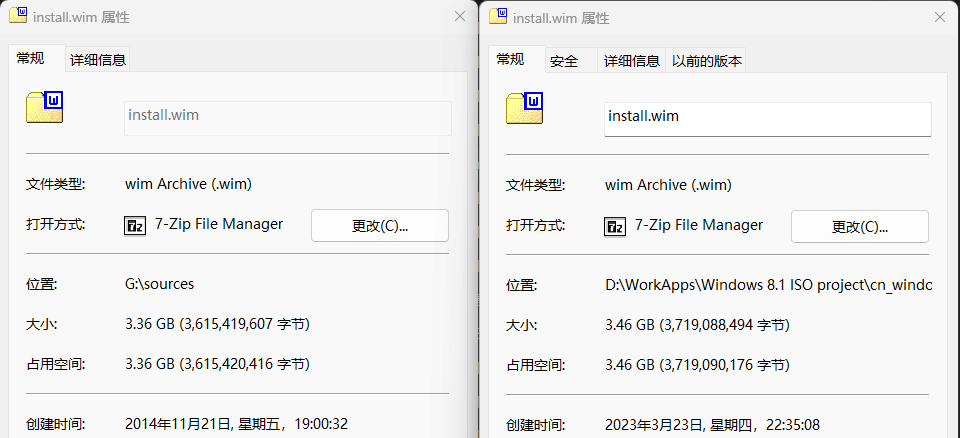 install.wim 属性
常规
详细信息
install.wim
文件类型:
wim Archive (.wim)
打开方式:
7-Zip File Manager
更改(C)...
位置:
G:\sources
大小:
3.36 GB (3,615,419,607 字节)
占用空间:
3.36 GB (3,615,420,416 字节)
创建时间:
2014年11月21日, 星期五，19:00:32
install.wim 属性
常规
安全
详细信息
以前的版本
install.wim
文件类型:
wim Archive (.wim)
打开方式:
7-Zip File Manager
更改(C)...
位置:
D:\WorkApps\Windows 8.1 ISO project\cn_windo
大小:
3.46 GB (3,719,088,494 字节)
占用空间:
3.46 GB (3,719,090,176 字节)
创建时间:
2023年3月23日, 星期四，22:35:08